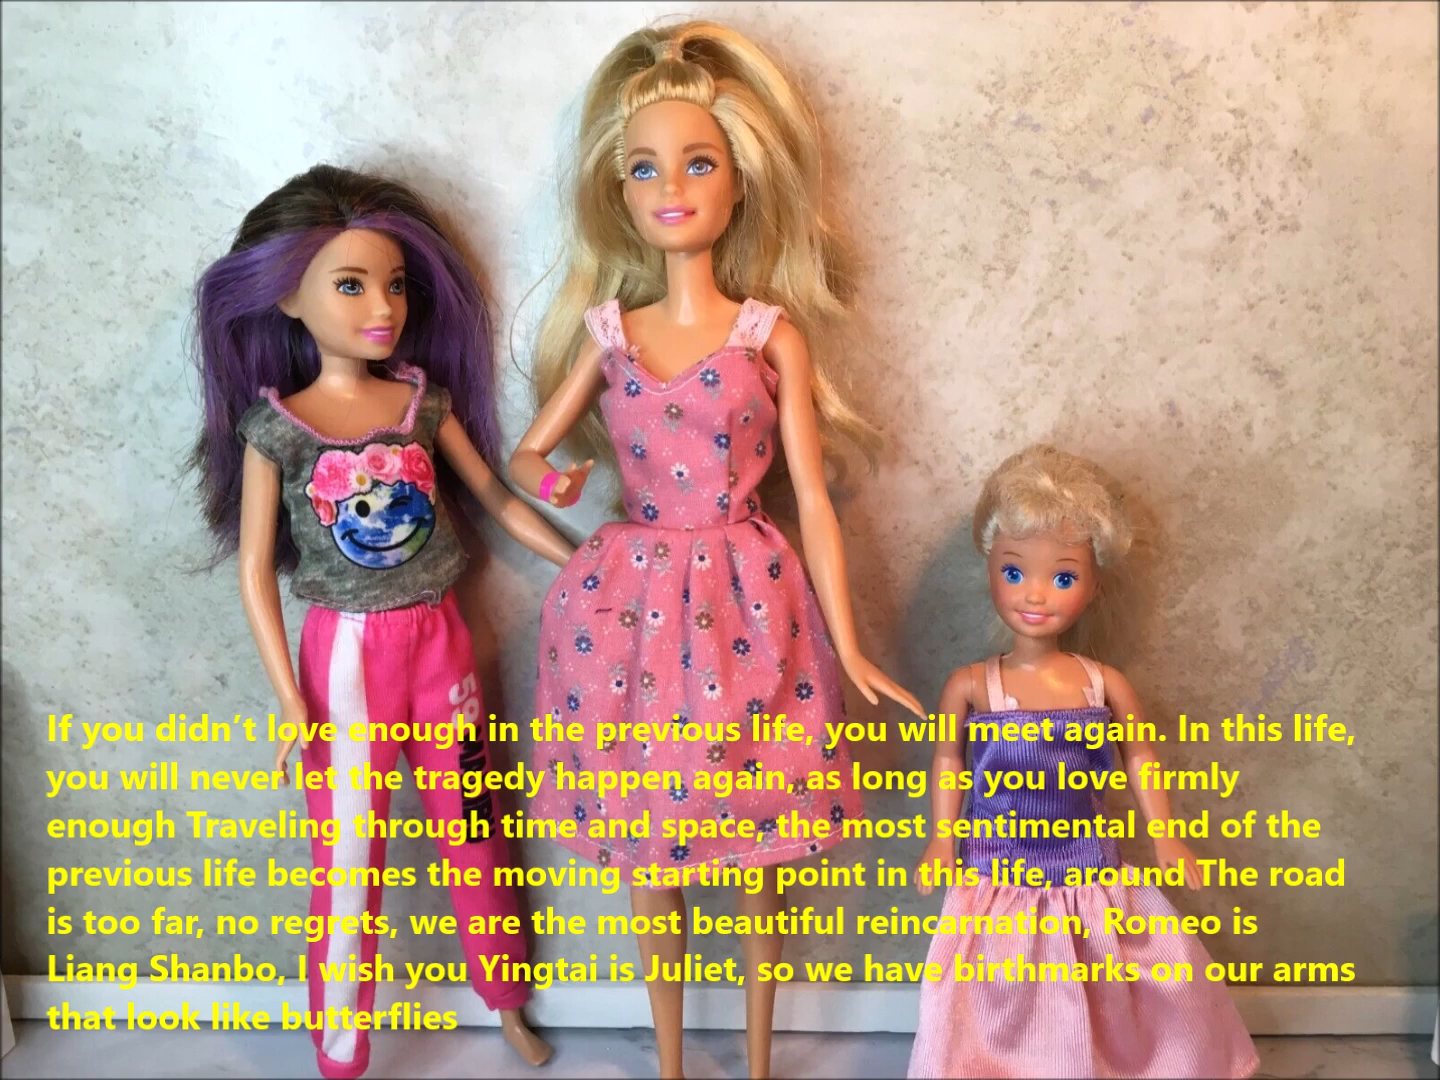 If you didn’t love enough in the previous life, you will meet again. In this life,
you will never let the tragedy happen again, as long as you love firmly
enough Traveling through time and space, the most sentimental end of the
previous life becomes the moving starting point in this life, around The road
is too far, no regrets, we are the most beautiful reincarnation, Romeo is
Liang Shanbo, I wish you Yingtai is Juliet, so we have birthmarks on our arms
that look like butterflies